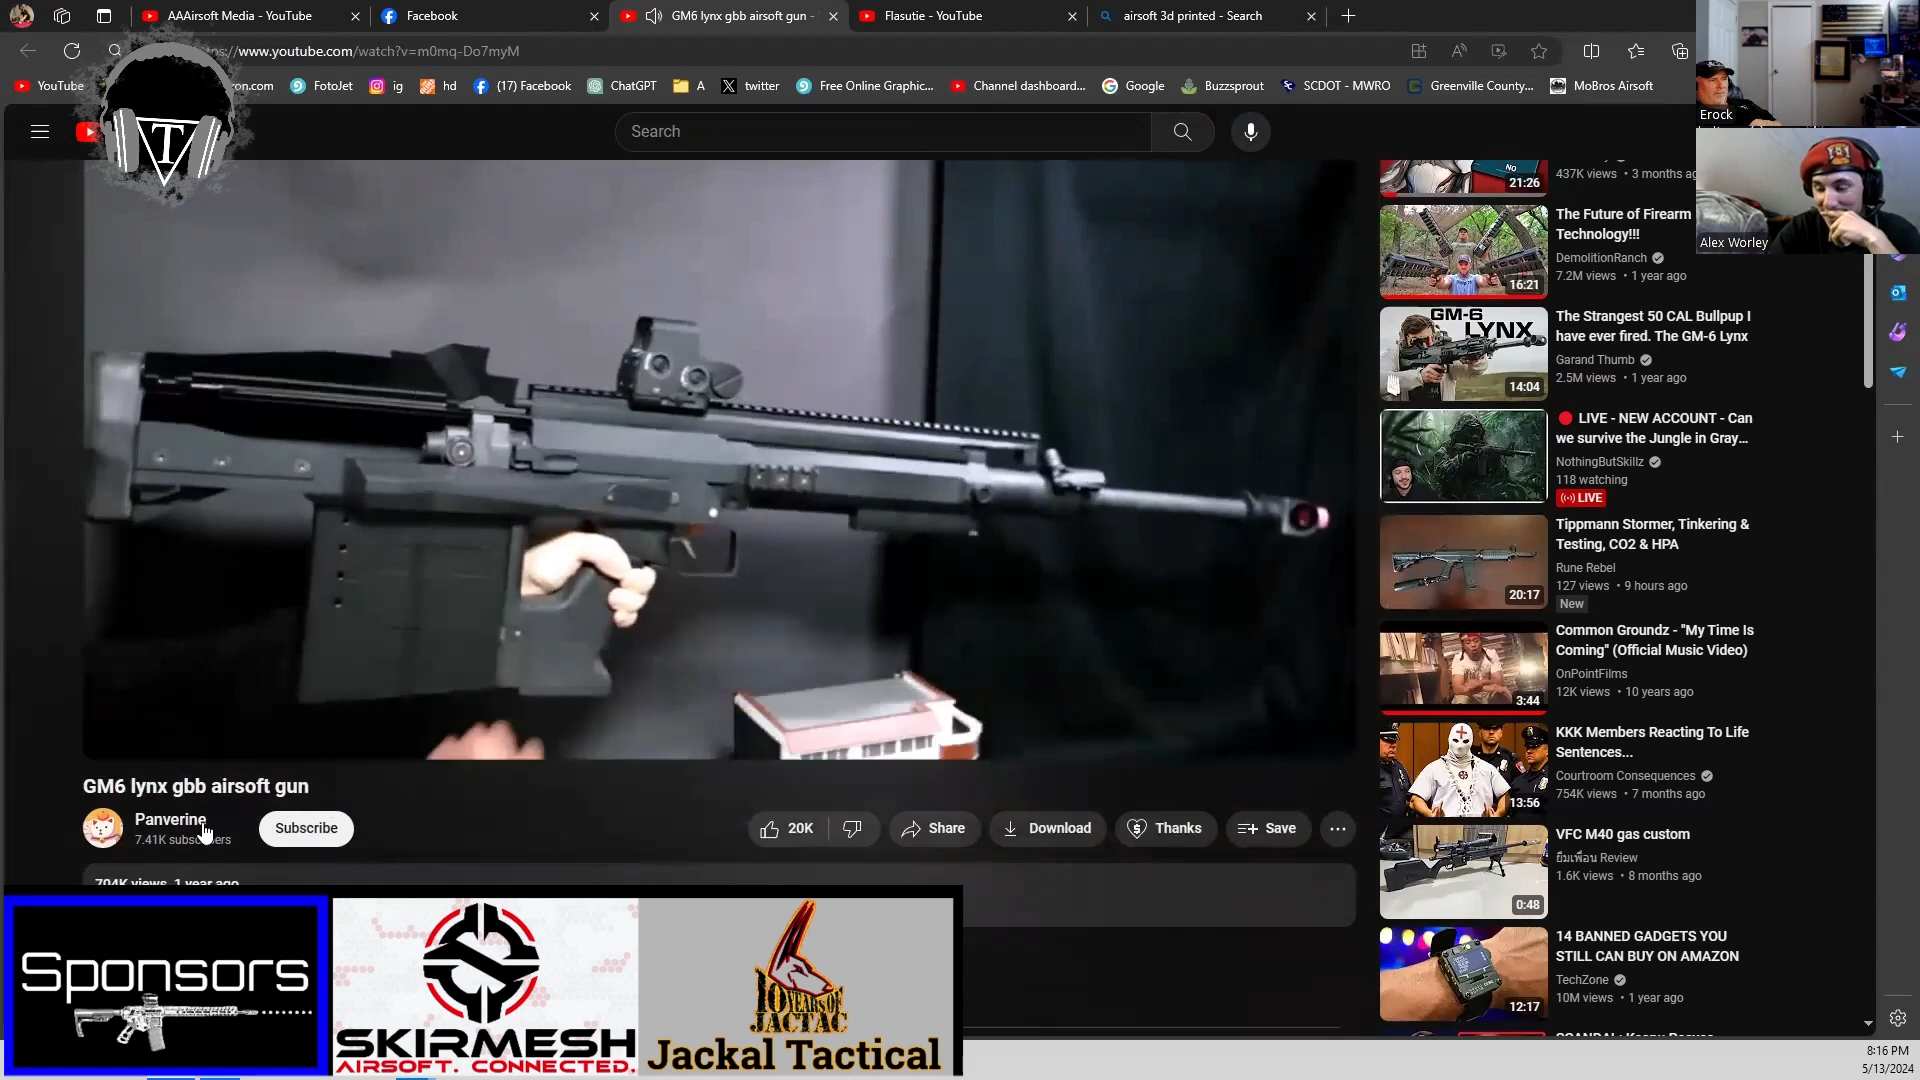 AAAirsoft Media - YouTube
Facebook
GM6 lynx gbb airsoft gun -
Flasutie - YouTube
airsoft 3d printed - Search
www.youtube.com/watch?v=m0mq-Do7myM
YouTube
on.com
FotoJet
ig
hd
(17) Facebook
ChatGPT
A
twitter
Free Online Graphic...
Channel dashboard...
Google
Buzzsprout
SCDOT - MWRO
Greenville County...
MoBros Airsoft
T
Search
Erock
Alex Worley
NO
21:26
437K views • 3 months ag
The Future of Firearm
Technology!!!
DemolitionRanch
7.2M views • 1 year ago
16:21
GM-6
LYNX
14:04
The Strangest 50 CAL Bullpup I
have ever fired. The GM-6 Lynx
Garand Thumb
2.5M views • 1 year ago
LIVE - NEW ACCOUNT - Can
we survive the Jungle in Gray...
NothingButSkillz
118 watching
LIVE
Tippmann Stormer, Tinkering &
Testing, CO2 & HPA
Rune Rebel
127 views • 9 hours ago
New
20:17
Common Groundz - "My Time Is
Coming" (Official Music Video)
OnPointFilms
12K views • 10 years ago
3:44
KKK Members Reacting To Life
Sentences...
Courtroom Consequences
754K views • 7 months ago
13:56
VFC M40 gas custom
ยืมเพื่อน Review
1.6K views • 8 months ago
0:48
14 BANNED GADGETS YOU
STILL CAN BUY ON AMAZON
TechZone
10M views • 1 year ago
12:17
GM6 lynx gbb airsoft gun
Panverine
7.41K subscribers
Subscribe
20K
Share
Download
Thanks
Save
704K views 1 year ago
Sponsors
SKIRMESH
AIRSOFT. CONNECTED.
10 YEARS OF
JACTAC
Jackal Tactical
8:16 PM
5/13/2024